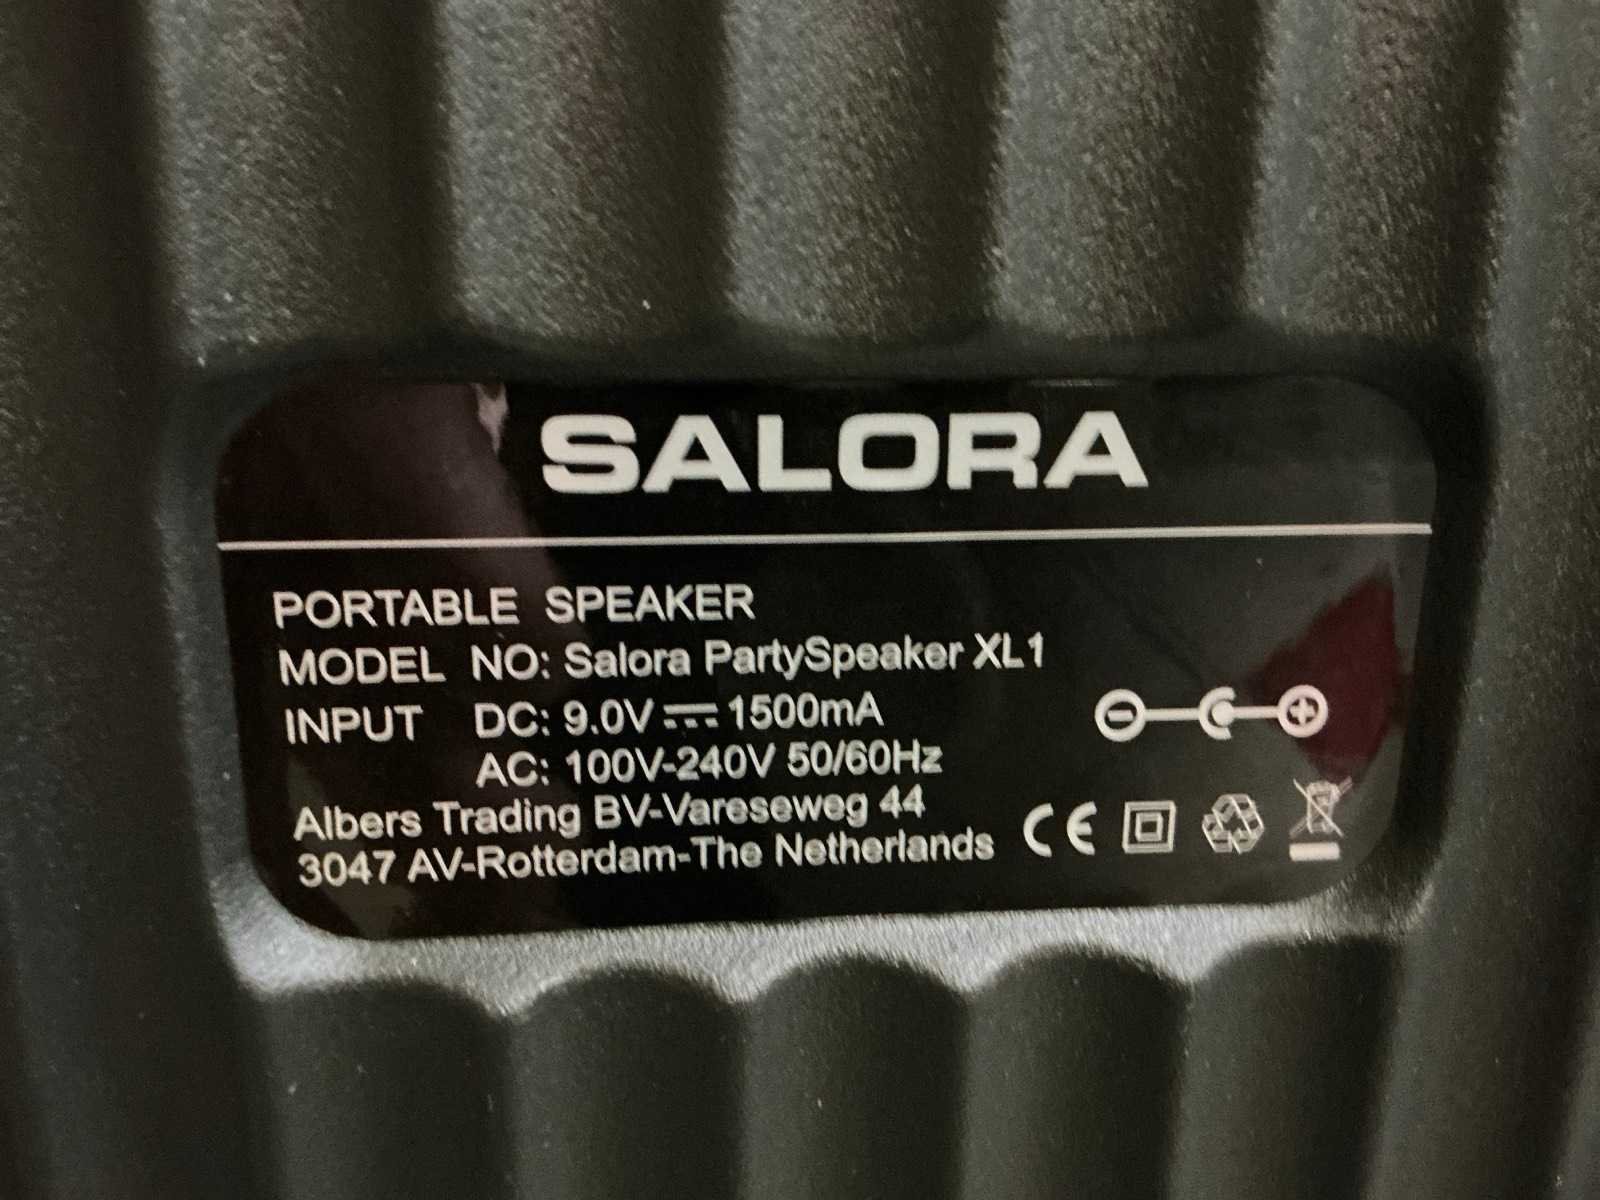 SALORA
PORTABLE SPEAKER
MODEL NO: Salora PartySpeaker XL1
INPUT DC: 9.0V ⎓ 1500mA
AC: 100V-240V 50/60Hz
Albers Trading BV-Vareseweg 44
3047 AV-Rotterdam-The Netherlands
CE